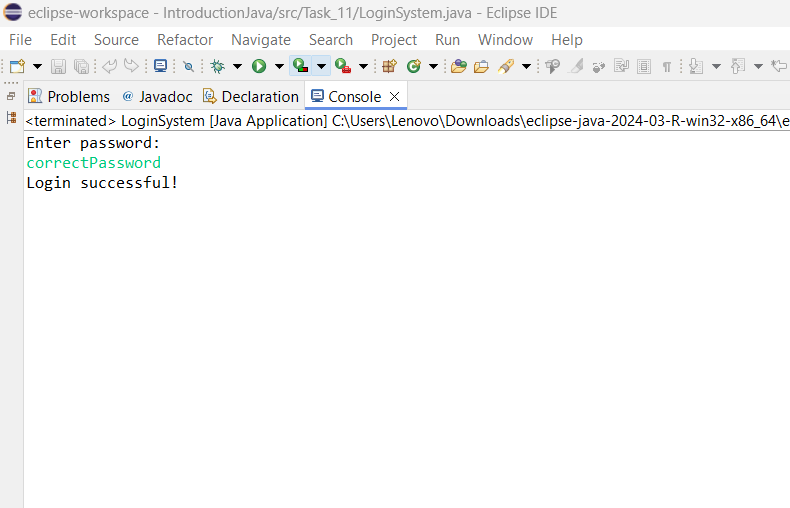 eclipse-workspace - IntroductionJava/src/Task_11/LoginSystem.java - Eclipse IDE
File Edit Source Refactor Navigate Search Project Run Window Help
Problems @ Javadoc Declaration Console
<terminated> LoginSystem [Java Application] C:\Users\Lenovo\Downloads\eclipse-java-2024-03-R-win32-x86_64\e
Enter password:
correctPassword
Login successful!